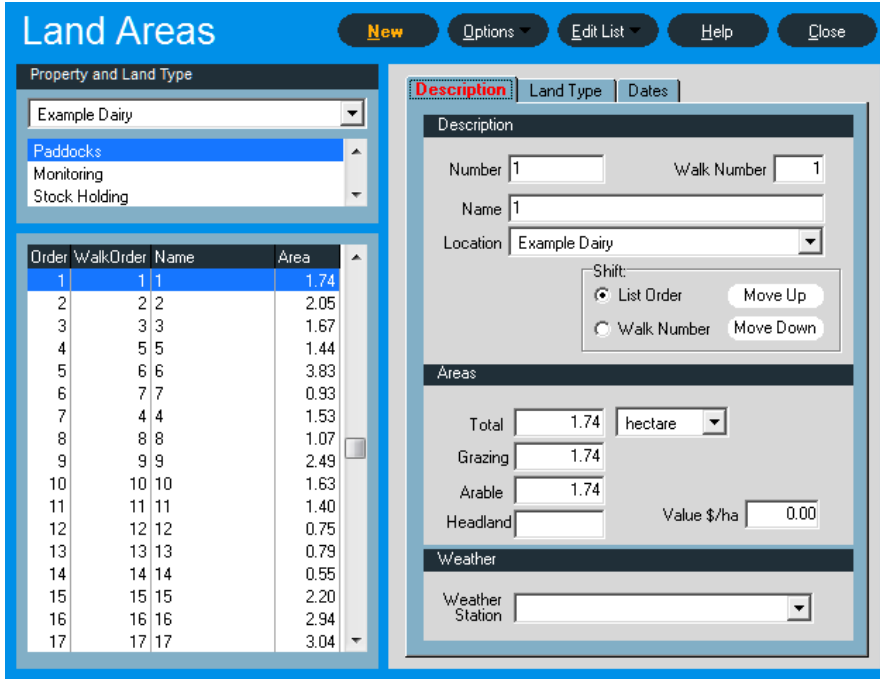 Land Areas
New Options Edit List Help Close
Property and Land Type
Example Dairy
Paddocks
Monitoring
Stock Holding
Order WalkOrder Name Area
1 1 1 1.74
2 2 2 2.05
3 3 3 1.67
4 5 5 1.44
5 6 6 3.83
6 7 7 0.93
7 4 4 1.53
8 8 8 1.07
9 9 9 2.49
10 10 10 1.63
11 11 11 1.40
12 12 12 0.75
13 13 13 0.79
14 14 14 0.55
15 15 15 2.20
16 16 16 2.94
17 17 17 3.04
Description Land Type Dates
Description
Number 1 Walk Number 1
Name 1
Location Example Dairy
Shift:
List Order Move Up
Walk Number Move Down
Areas
Total 1.74 hectare
Grazing 1.74
Arable 1.74
Headland Value $/ha 0.00
Weather
Weather
Station